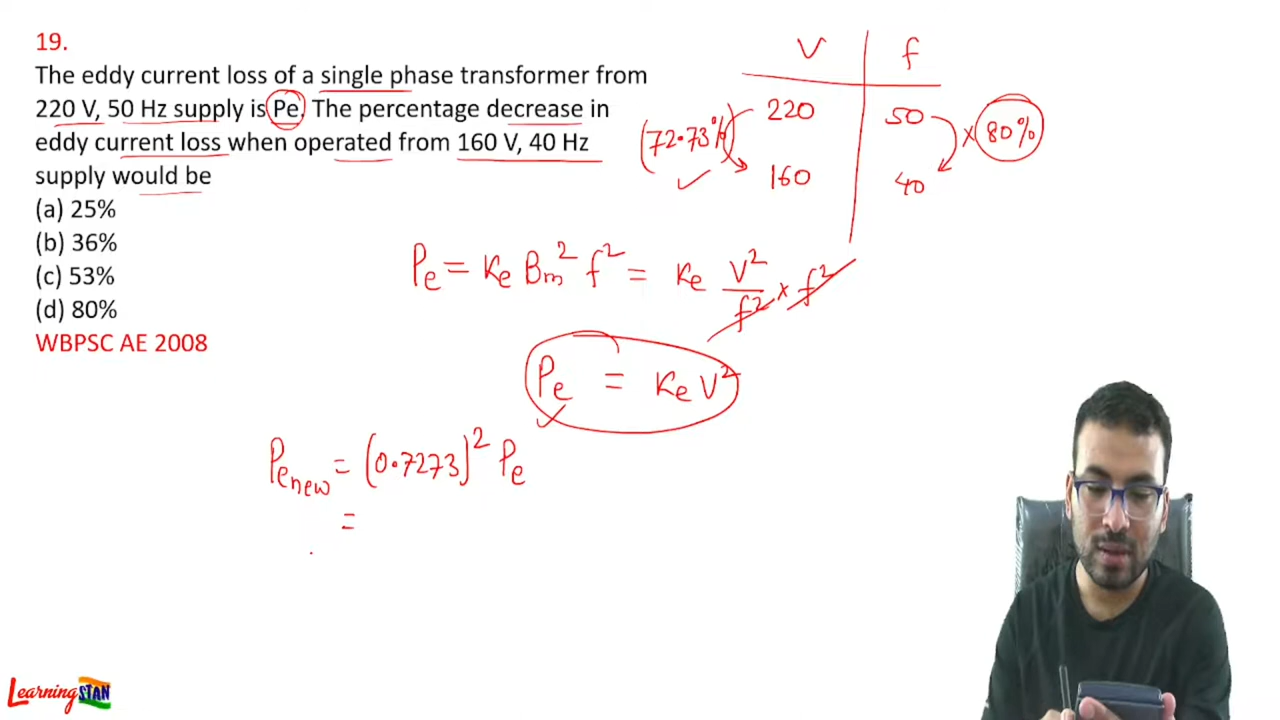 19.
The eddy current loss of a single phase transformer from
220 V, 50 Hz supply is Pe. The percentage decrease in
eddy current loss when operated from 160 V, 40 Hz
supply would be
(a) 25%
(b) 36%
(c) 53%
(d) 80%
WBPSC AE 2008
V f
220 50
(72.73%) × 80%
160 40
Pe = Ke Bm² f² = Ke V²/f² × f²
Pe = Ke V²
Penew = (0.7273)² Pe
=
LearningSTAN